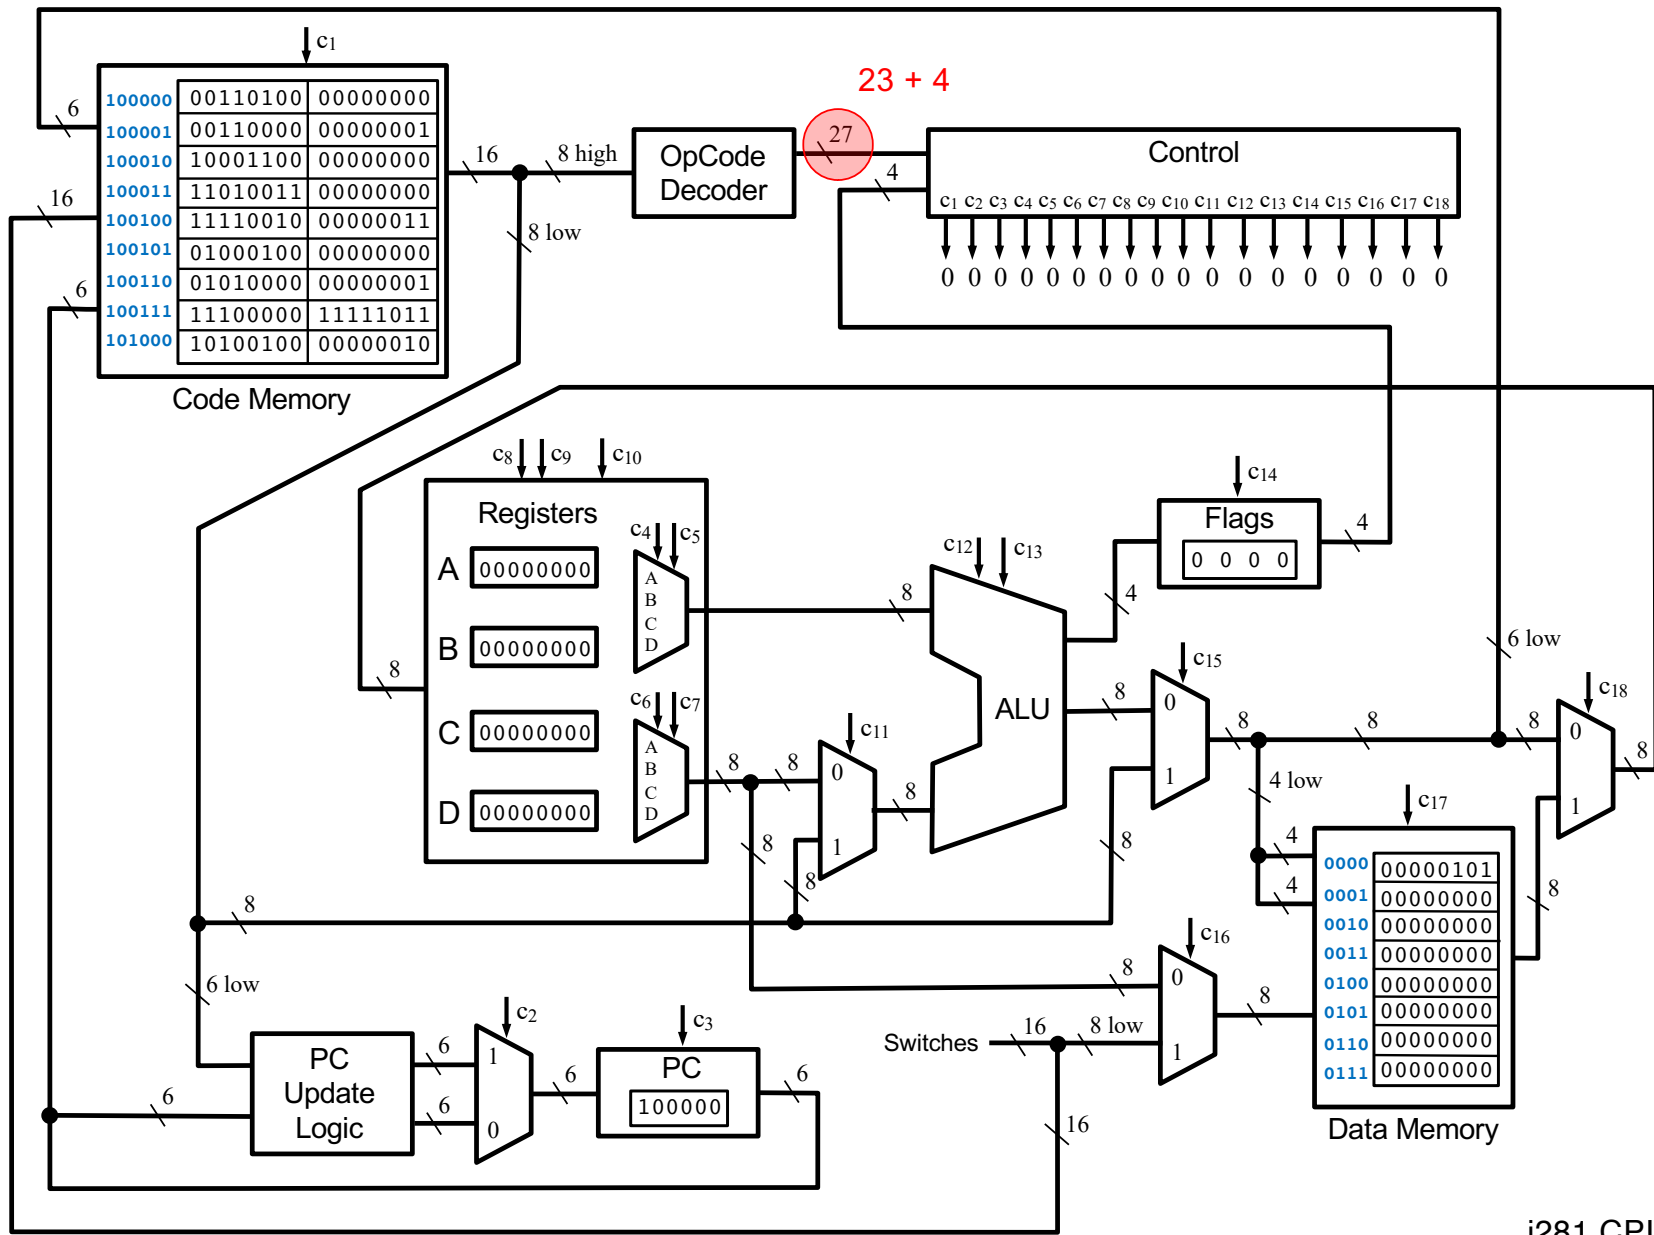 c1
23 + 4
6
100000 00110100 00000000
100001 00110000 00000001
100010 10001100 00000000
100011 11010011 00000000
100100 11110010 00000011
100101 01000100 00000000
100110 01010000 00000001
100111 11100000 11111011
101000 10100100 00000010
Code Memory
16
6
16
8 high
8 low
OpCode
Decoder
27
4
Control
c1 c2 c3 c4 c5 c6 c7 c8 c9 c10 c11 c12 c13 c14 c15 c16 c17 c18
0 0 0 0 0 0 0 0 0 0 0 0 0 0 0 0 0 0
c8 c9 c10
Registers
A 00000000
B 00000000
C 00000000
D 00000000
c4 c5
A
B
C
D
c6 c7
A
B
C
D
8
8
8
8
8
8
c11
0
1
8
c12 c13
ALU
4
8
c14
Flags
0 0 0 0
4
c15
0
1
8
8
8
6 low
8
c18
0
1
8
4 low
4
4
c17
0000 00000101
0001 00000000
0010 00000000
0011 00000000
0100 00000000
0101 00000000
0110 00000000
0111 00000000
Data Memory
8
8
8
c16
0
1
8
Switches
16
8 low
16
8
6 low
PC
Update
Logic
6
6
6
c2
1
0
6
c3
PC
100000
6